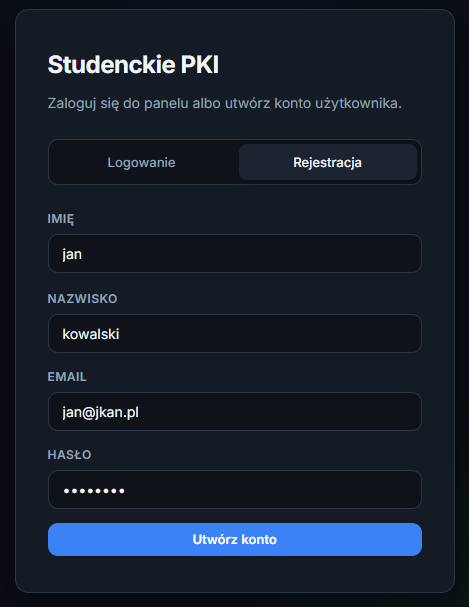 Studenckie PKI
Zaloguj się do panelu albo utwórz konto użytkownika.
Logowanie Rejestracja
IMIĘ
jan
NAZWISKO
kowalski
EMAIL
jan@jkan.pl
HASŁO
••••••••
Utwórz konto